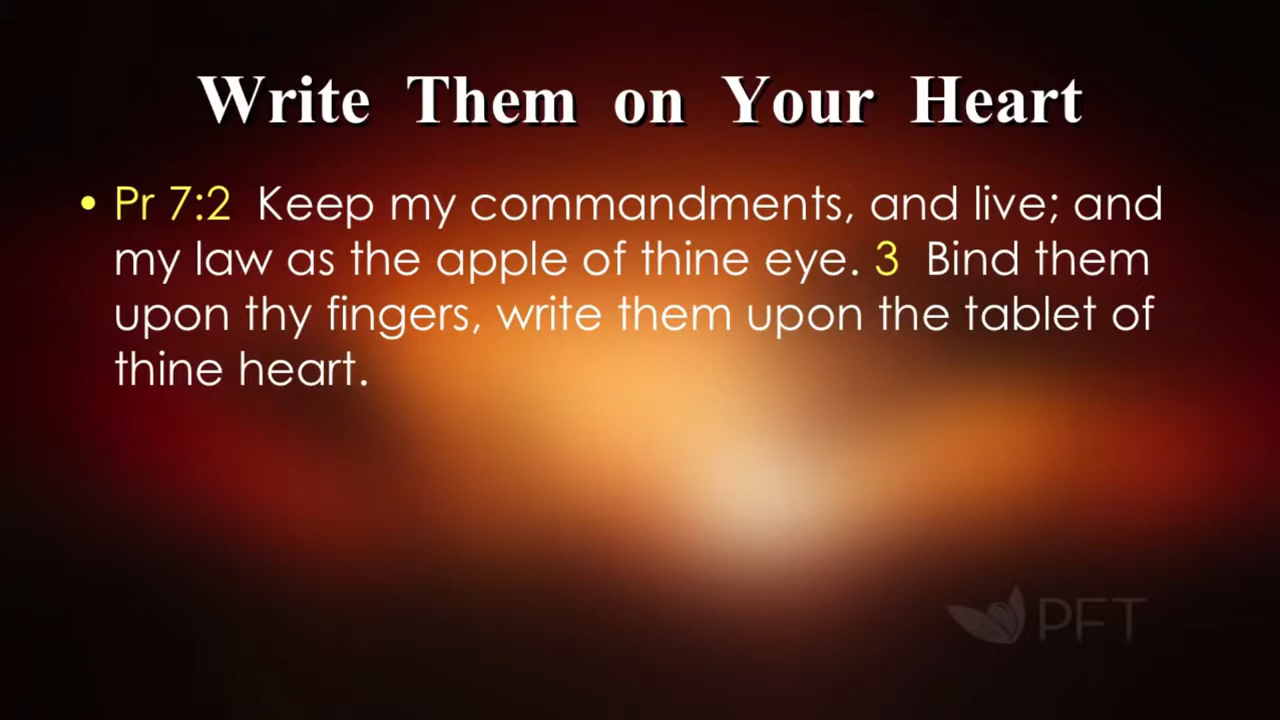 Write Them on Your Heart
• Pr 7:2 Keep my commandments, and live; and
my law as the apple of thine eye. 3 Bind them
upon thy fingers, write them upon the tablet of
thine heart.
PFT